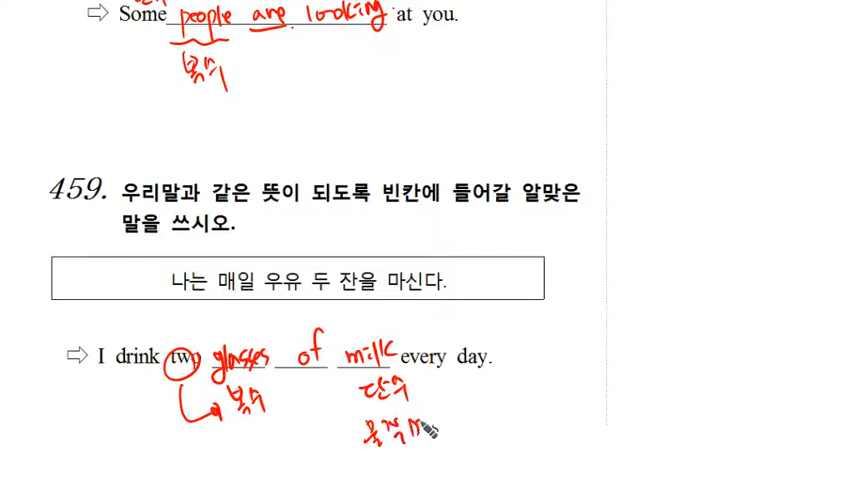 ⇨ Some people are looking at you.
복수
459. 우리말과 같은 뜻이 되도록 빈칸에 들어갈 알맞은
말을 쓰시오.
나는 매일 우유 두 잔을 마신다.
⇨ I drink two glasses of milk every day.
복수
단수
물질